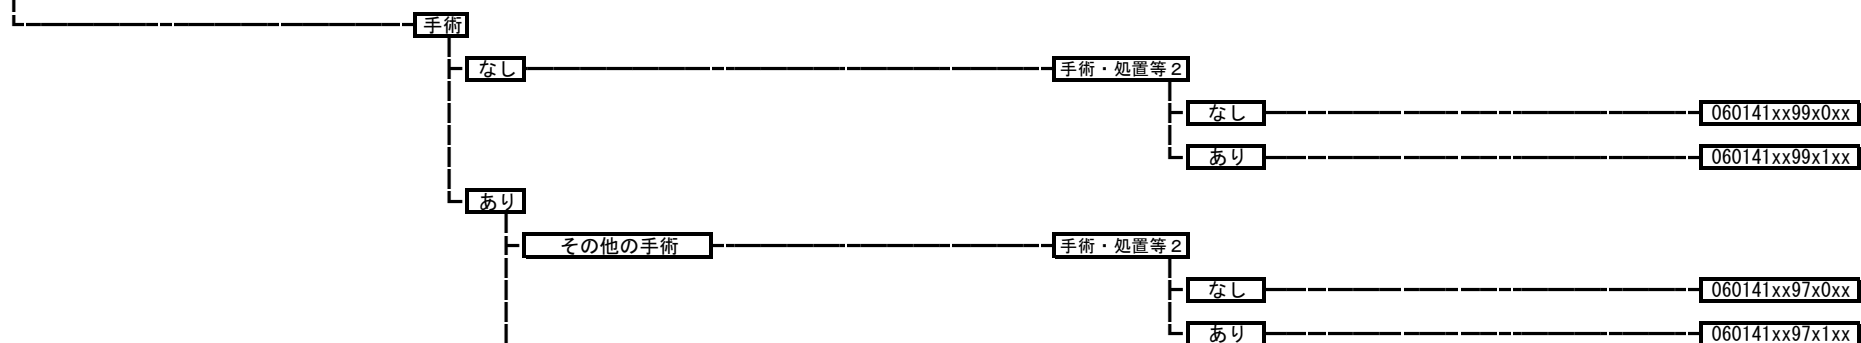 手術
なし 手術・処置等2
なし 060141xx99x0xx
あり 060141xx99x1xx
あり
その他の手術 手術・処置等2
なし 060141xx97x0xx
あり 060141xx97x1xx